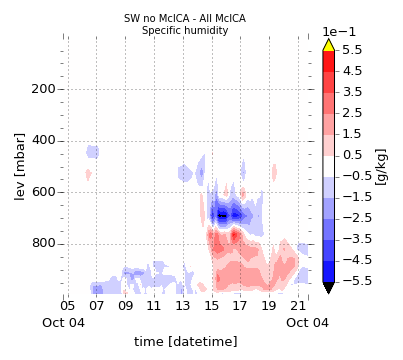 SW no McICA - All McICA
Specific humidity
1e−1
5.5
4.5
3.5
2.5
1.5
0.5
−0.5
−1.5
−2.5
−3.5
−4.5
−5.5
[g/kg]
200
400
600
800
lev [mbar]
05 07 09 11 13 15 17 19 21
Oct 04 Oct 04
time [datetime]